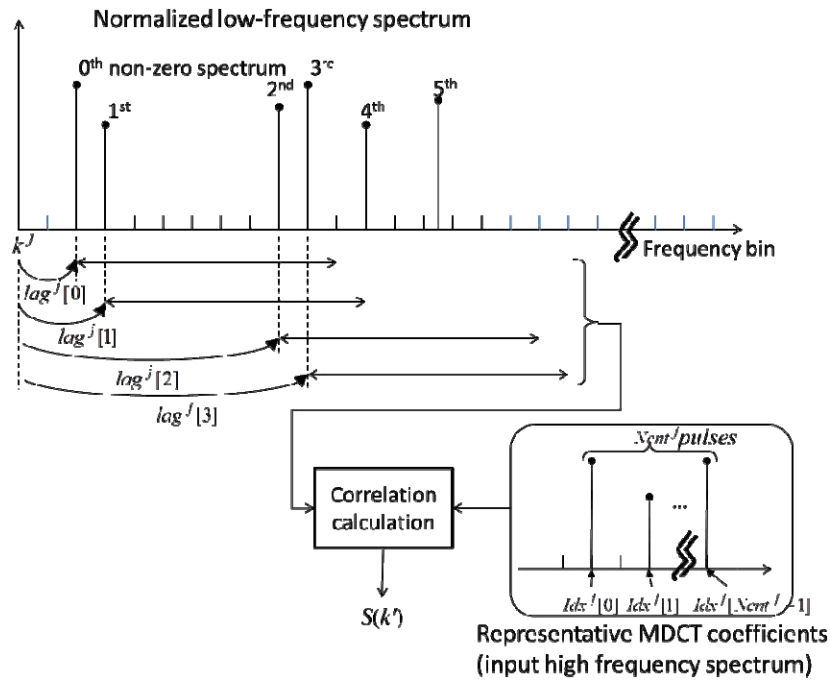 Normalized low-frequency spectrum
0th non-zero spectrum
3rc
2nd
1st
4th
5th
k^j
Frequency bin
lag^j[0]
lag^j[1]
lag^j[2]
lag^j[3]
Ncnt^j pulses
Correlation
calculation
...
Idx^j[0] Idx^j[1] Idx^j[Ncnt^j-1]
S(k')
Representative MDCT coefficients
(input high frequency spectrum)